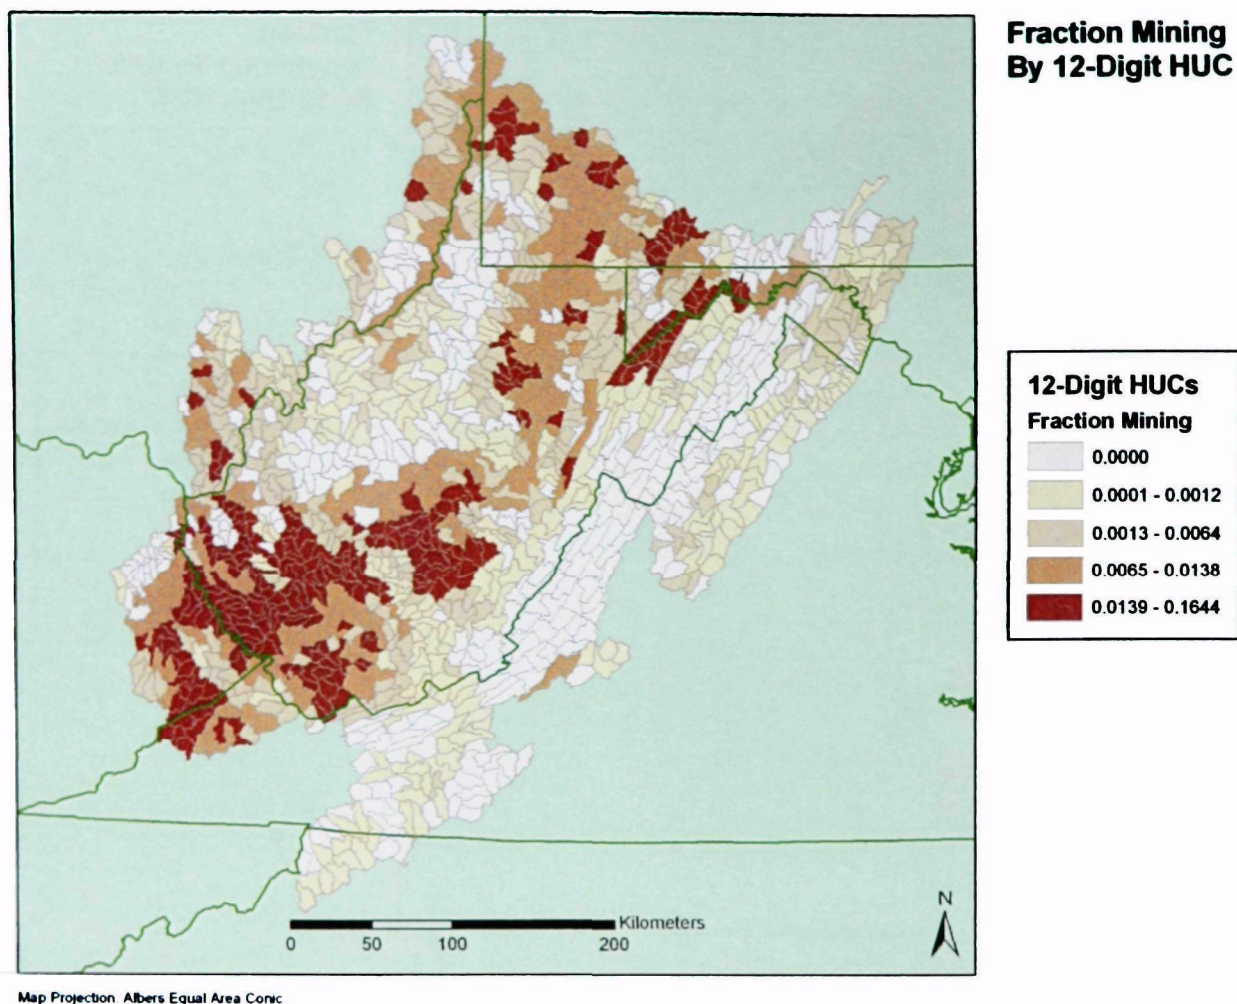 Fraction Mining
By 12-Digit HUC
12-Digit HUCs
Fraction Mining
0.0000
0.0001 - 0.0012
0.0013 - 0.0064
0.0065 - 0.0138
0.0139 - 0.1644
N
Kilometers
0 50 100 200
Map Projection Albers Equal Area Conic